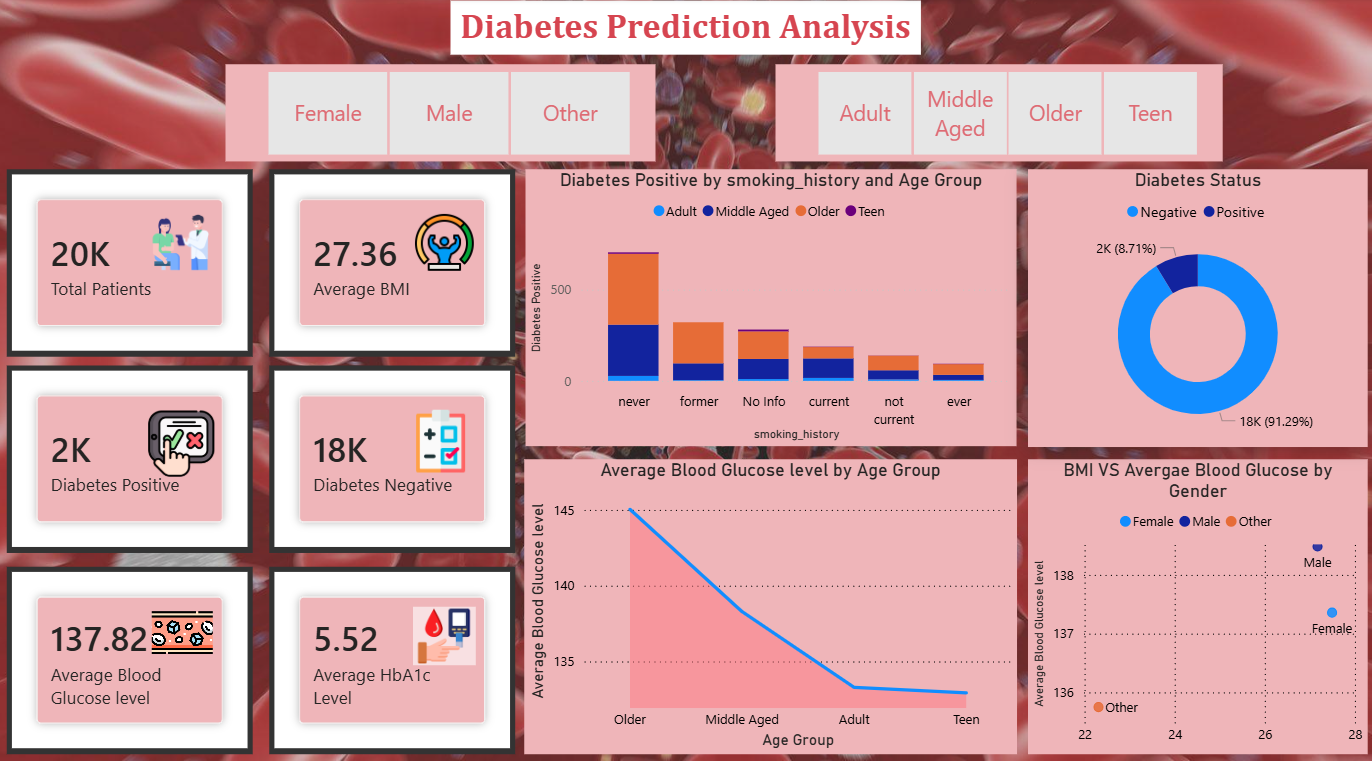 Diabetes Prediction Analysis
Female
Male
Other
Adult
Middle
Aged
Older
Teen
20K
Total Patients
27.36
Average BMI
2K
Diabetes Positive
18K
Diabetes Negative
137.82
Average Blood
Glucose level
5.52
Average HbA1c
Level
Diabetes Positive by smoking_history and Age Group
Adult Middle Aged Older Teen
Diabetes Positive
500
0
never former No Info current not
current ever
smoking_history
Diabetes Status
Negative Positive
2K (8.71%)
18K (91.29%)
Average Blood Glucose level by Age Group
Average Blood Glucose level
145
140
135
Older Middle Aged Adult Teen
Age Group
BMI VS Avergae Blood Glucose by
Gender
Female Male Other
Average Blood Glucose level
138
137
136
Male
Female
Other
22 24 26 28